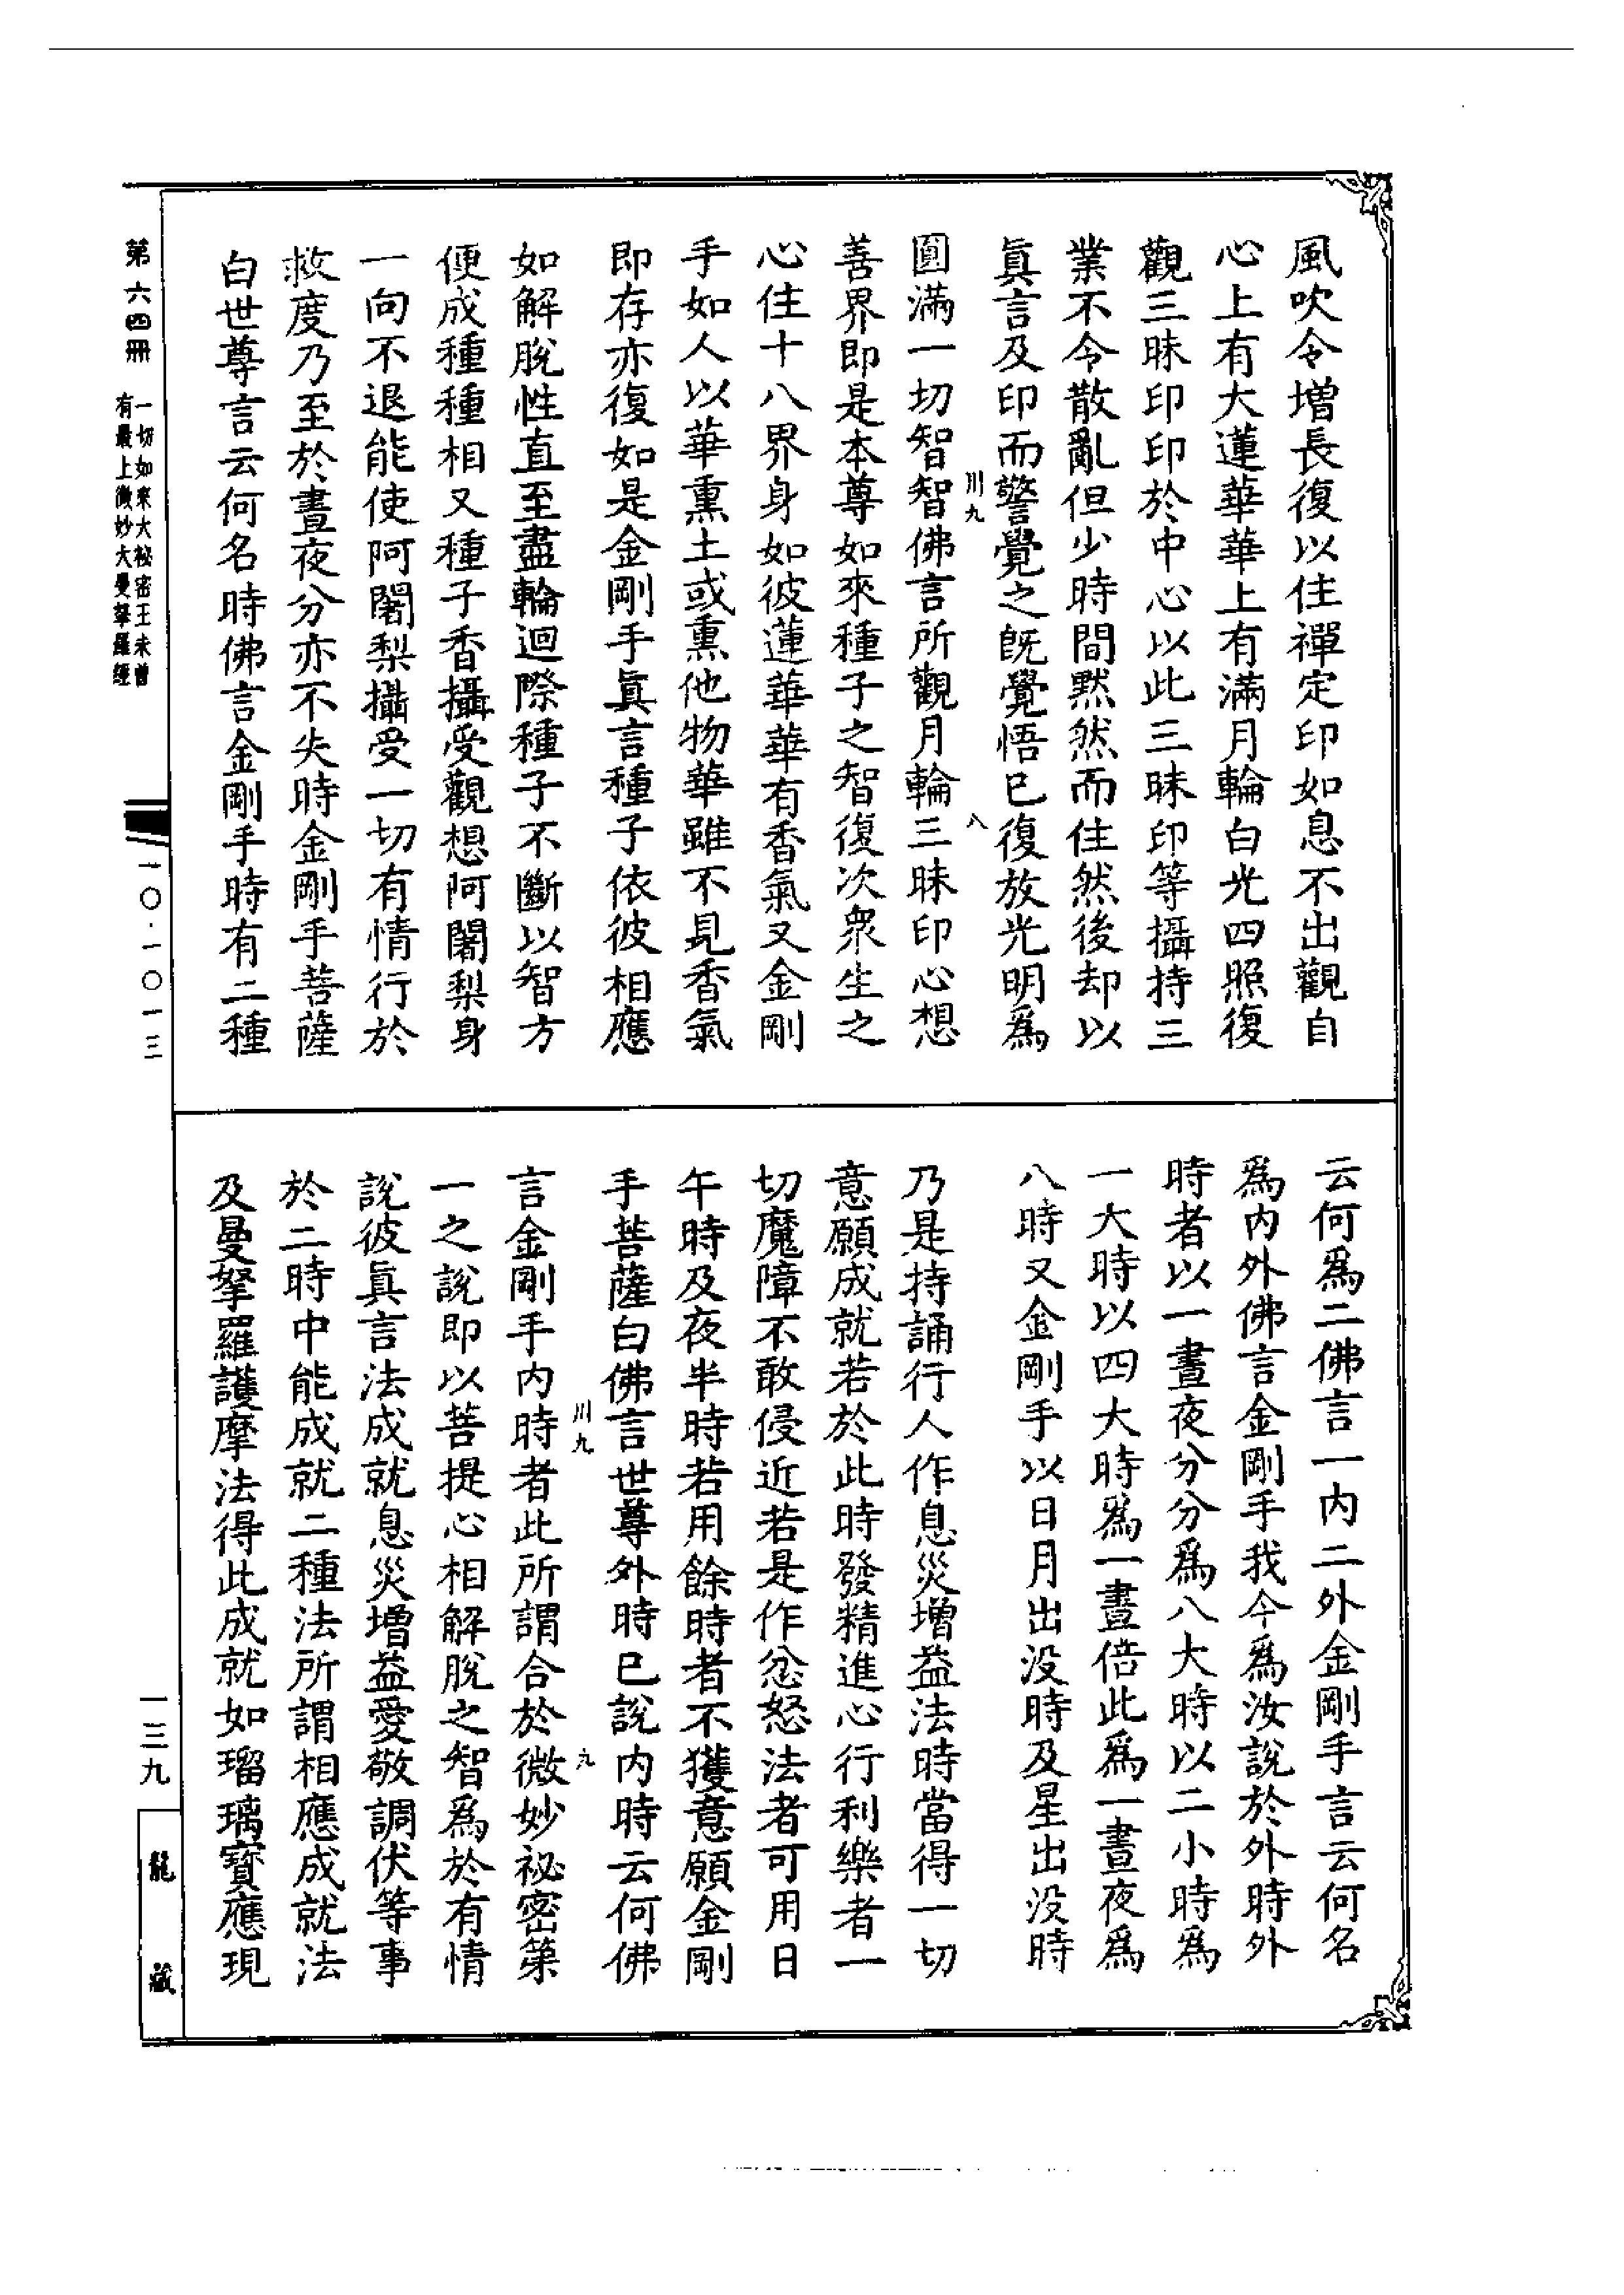 風吹令增長復以住禪定印如息不出觀自
心上有大蓮華華上有滿月輪白光四照復
觀三昧印印於中心以此三昧印等攝持三
業不令散亂但少時間默然而住然後却以
眞言及印而警覺之旣覺悟已復放光明爲
川九
八
圓滿一切智智佛言所觀月輪三昧印心想
善界即是本尊如來種子之智復次衆生之
心住十八界身如彼蓮華華有香氣又金剛
手如人以華熏土或熏他物華雖不見香氣
即存亦復如是金剛手眞言種子依彼相應
如解脫性直至盡輪迴際種子不斷以智方
便成種種相又種子香攝受觀想阿闍梨身
一向不退能使阿闍梨攝受一切有情行於
救度乃至於晝夜分亦不失時金剛手菩薩
白世尊言云何名時佛言金剛手時有二種
云何爲二佛言一內二外金剛手言云何名
爲內外佛言金剛手我今爲汝說於外時外
時者以一晝夜分分爲八大時以二小時爲
一大時以四大時爲一晝倍此爲一晝夜爲
八時又金剛手以日月出没時及星出没時
乃是持誦行人作息災增益法時當得一切
意願成就若於此時發精進心行利樂者一
切魔障不敢侵近若是作忿怒法者可用日
午時及夜半時若用餘時者不獲意願金剛
手菩薩白佛言世尊外時已說內時云何佛
川九
九
言金剛手內時者此所謂合於微妙祕密第
一之說即以菩提心相解脫之智爲於有情
說彼眞言法成就息災增益愛敬調伏等事
於二時中能成就二種法所謂相應成就法
及曼拏羅護摩法得此成就如瑠璃寶應現
第六四冊
一切如來大祕密王未曾
有最上微妙大曼拏羅經
一〇·一〇一三
一三九
龍藏